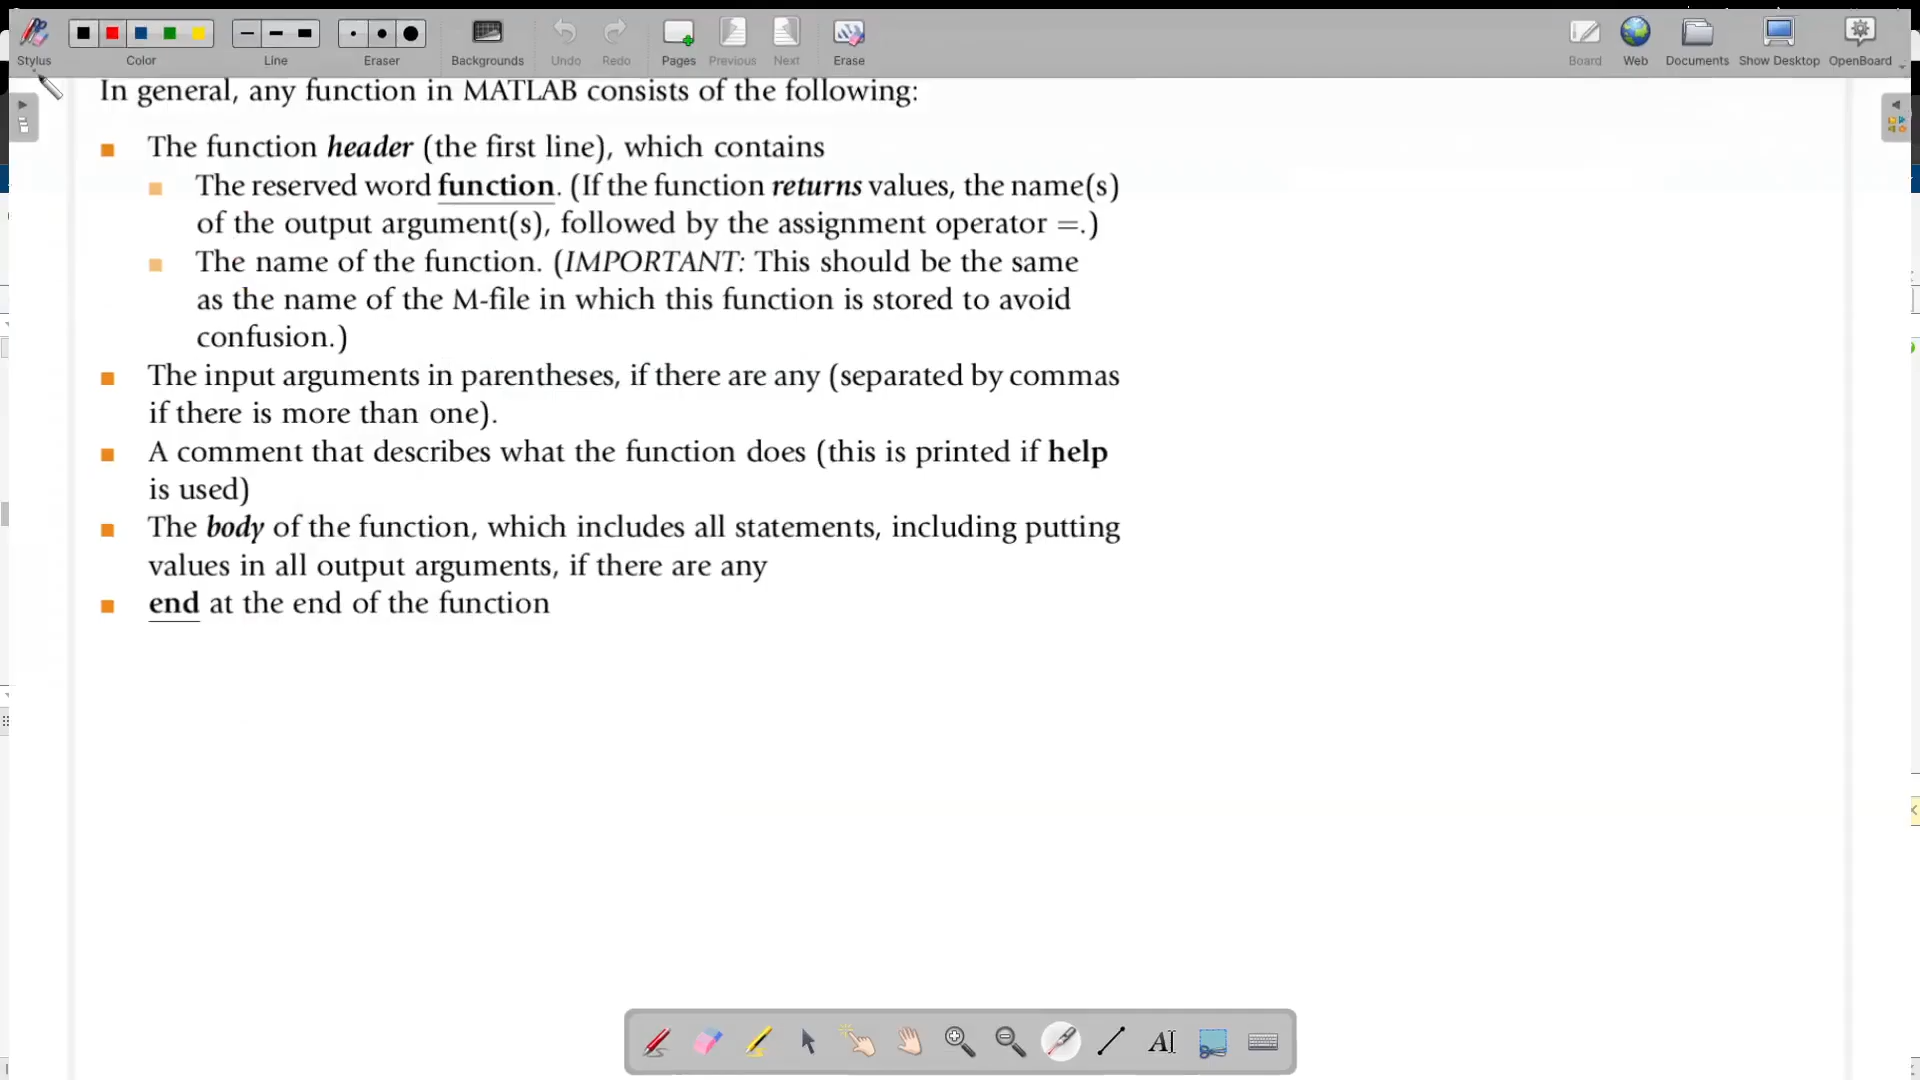 Stylus
Color
Line
Eraser
Backgrounds
Undo
Redo
Pages
Previous
Next
Erase
Board
Web
Documents
Show Desktop
OpenBoard
In general, any function in MATLAB consists of the following:
The function header (the first line), which contains
The reserved word function. (If the function returns values, the name(s)
of the output argument(s), followed by the assignment operator =.)
The name of the function. (IMPORTANT: This should be the same
as the name of the M-file in which this function is stored to avoid
confusion.)
The input arguments in parentheses, if there are any (separated by commas
if there is more than one).
A comment that describes what the function does (this is printed if help
is used)
The body of the function, which includes all statements, including putting
values in all output arguments, if there are any
end at the end of the function
AI